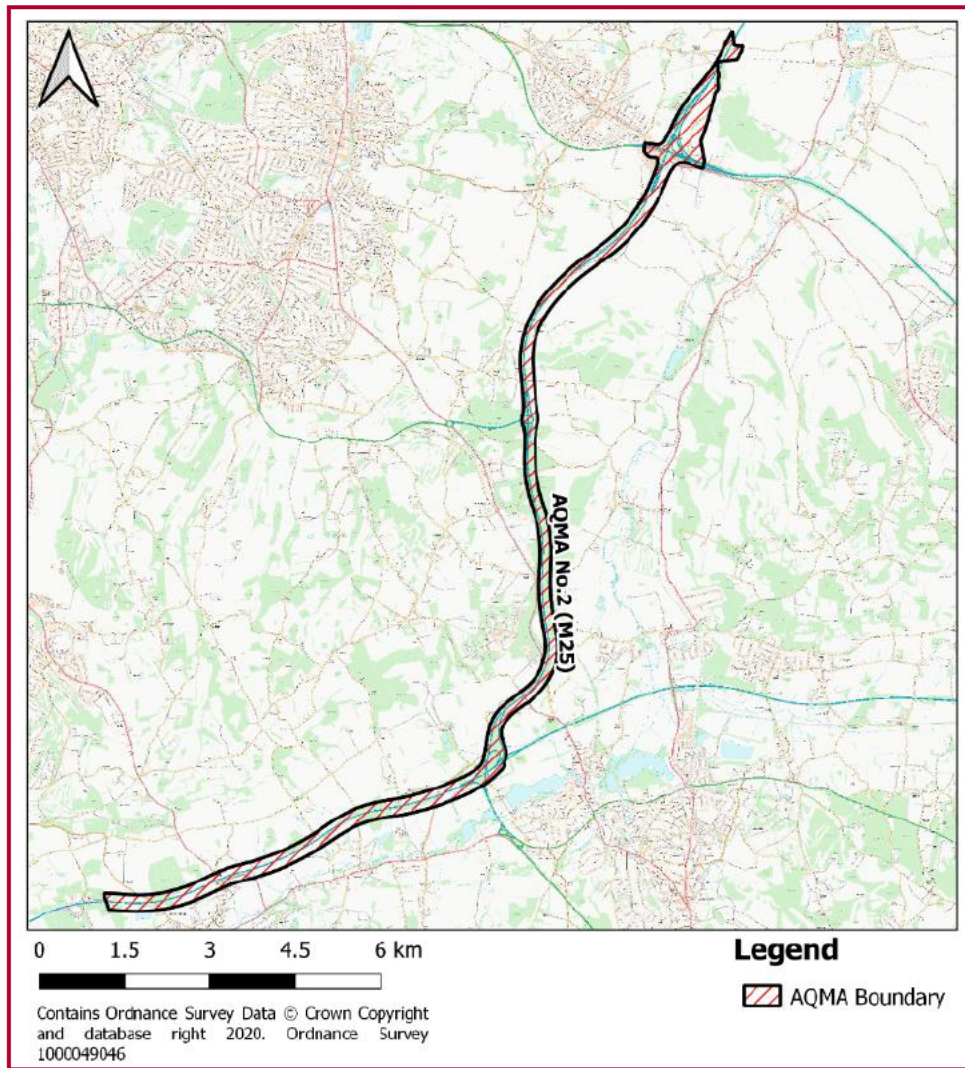 AQMA No.2 (M25)
0 1.5 3 4.5 6 km
Legend
AQMA Boundary
Contains Ordnance Survey Data © Crown Copyright
and database right 2020. Ordnance Survey
1000049046